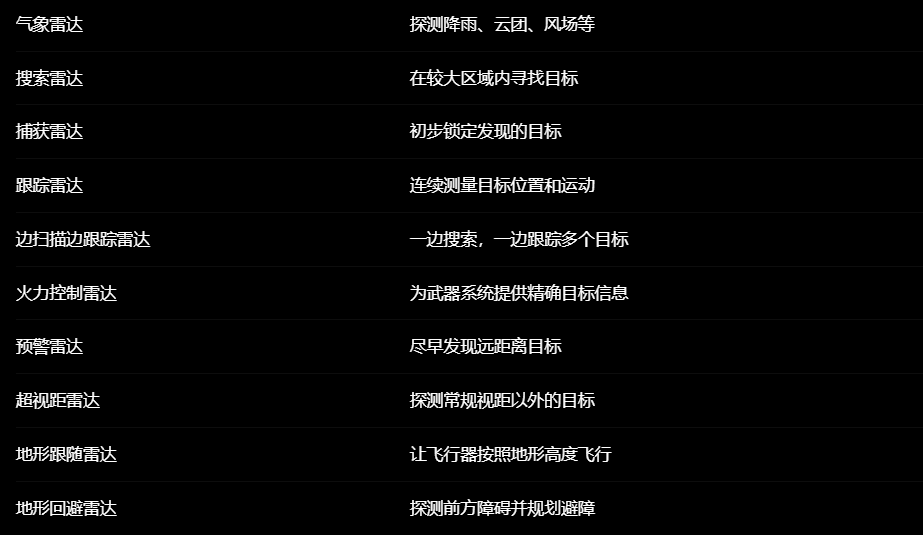 气象雷达 探测降雨、云团、风场等
搜索雷达 在较大区域内寻找目标
捕获雷达 初步锁定发现的目标
跟踪雷达 连续测量目标位置和运动
边扫描边跟踪雷达 一边搜索，一边跟踪多个目标
火力控制雷达 为武器系统提供精确目标信息
预警雷达 尽早发现远距离目标
超视距雷达 探测常规视距以外的目标
地形跟随雷达 让飞行器按照地形高度飞行
地形回避雷达 探测前方障碍并规划避障